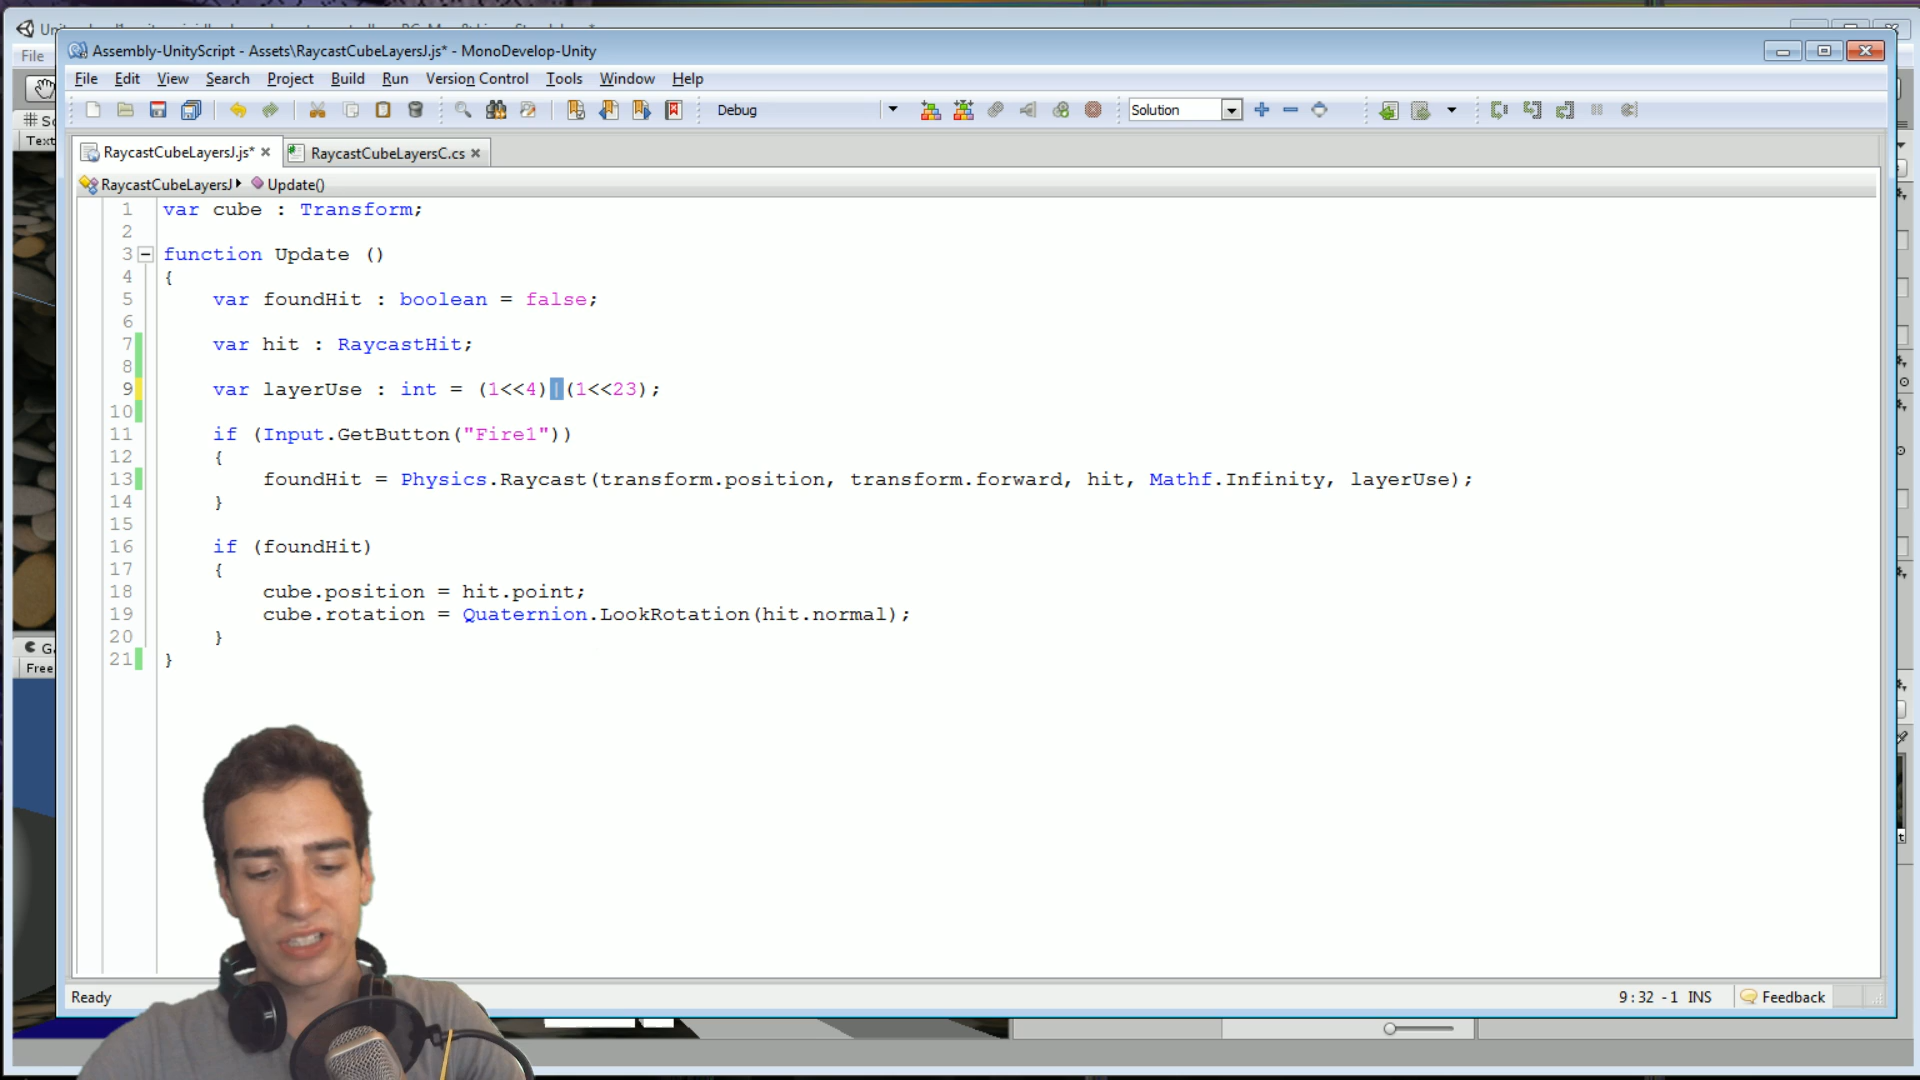 File
Text
Free
Assembly-UnityScript - Assets\RaycastCubeLayersJ.js* - MonoDevelop-Unity
File Edit View Search Project Build Run Version Control Tools Window Help
Debug Solution
RaycastCubeLayersJ.js* RaycastCubeLayersC.cs
RaycastCubeLayersJ Update()
1 var cube : Transform;
2
3 function Update ()
4 {
5 var foundHit : boolean = false;
6
7 var hit : RaycastHit;
8
9 var layerUse : int = (1<<4)|(1<<23);
10
11 if (Input.GetButton("Fire1"))
12 {
13 foundHit = Physics.Raycast(transform.position, transform.forward, hit, Mathf.Infinity, layerUse);
14 }
15
16 if (foundHit)
17 {
18 cube.position = hit.point;
19 cube.rotation = Quaternion.LookRotation(hit.normal);
20 }
21 }
Ready 9 : 32 - 1 INS Feedback